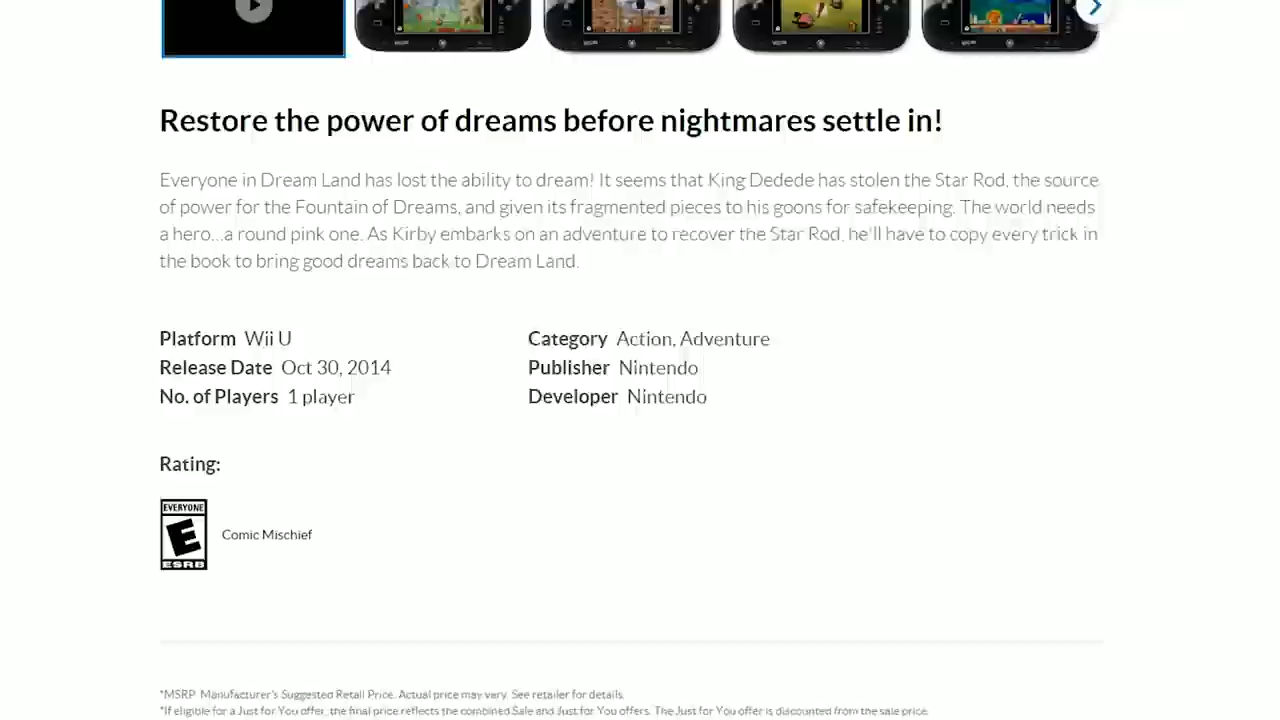 Restore the power of dreams before nightmares settle in!
Everyone in Dream Land has lost the ability to dream! It seems that King Dedede has stolen the Star Rod, the source
of power for the Fountain of Dreams, and given its fragmented pieces to his goons for safekeeping. The world needs
a hero...a round pink one. As Kirby embarks on an adventure to recover the Star Rod, he'll have to copy every trick in
the book to bring good dreams back to Dream Land.
Platform Wii U
Category Action, Adventure
Release Date Oct 30, 2014
Publisher Nintendo
No. of Players 1 player
Developer Nintendo
Rating:
EVERYONE
E
ESRB
Comic Mischief
*MSRP Manufacturer's Suggested Retail Price. Actual price may vary. See retailer for details.
*If eligible for a Just for You offer, the final price reflects the combined Sale and Just for You offers. The Just for You offer is discounted from the sale price.